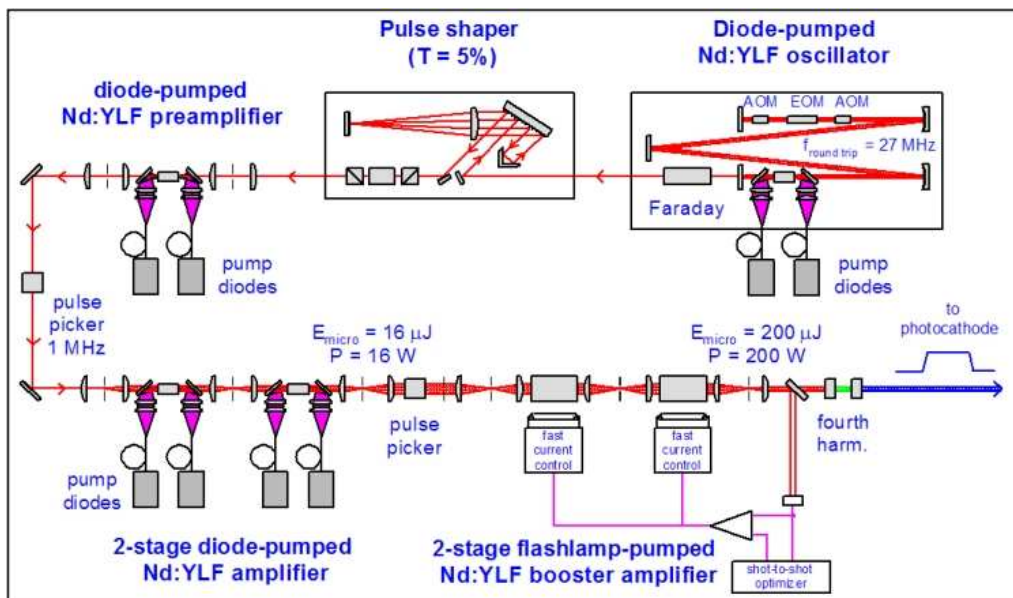 Pulse shaper
(T = 5%)
Diode-pumped
Nd:YLF oscillator
diode-pumped
Nd:YLF preamplifier
AOM EOM AOM
f round trip = 27 MHz
Faraday
pump
diodes
pump
diodes
pulse
picker
1 MHz
E micro = 16 μJ
P = 16 W
E micro = 200 μJ
P = 200 W
to
photocathode
pulse
picker
fast
current
control
fast
current
control
fourth
harm.
pump
diodes
2-stage diode-pumped
Nd:YLF amplifier
2-stage flashlamp-pumped
Nd:YLF booster amplifier
shot-to-shot
optimizer